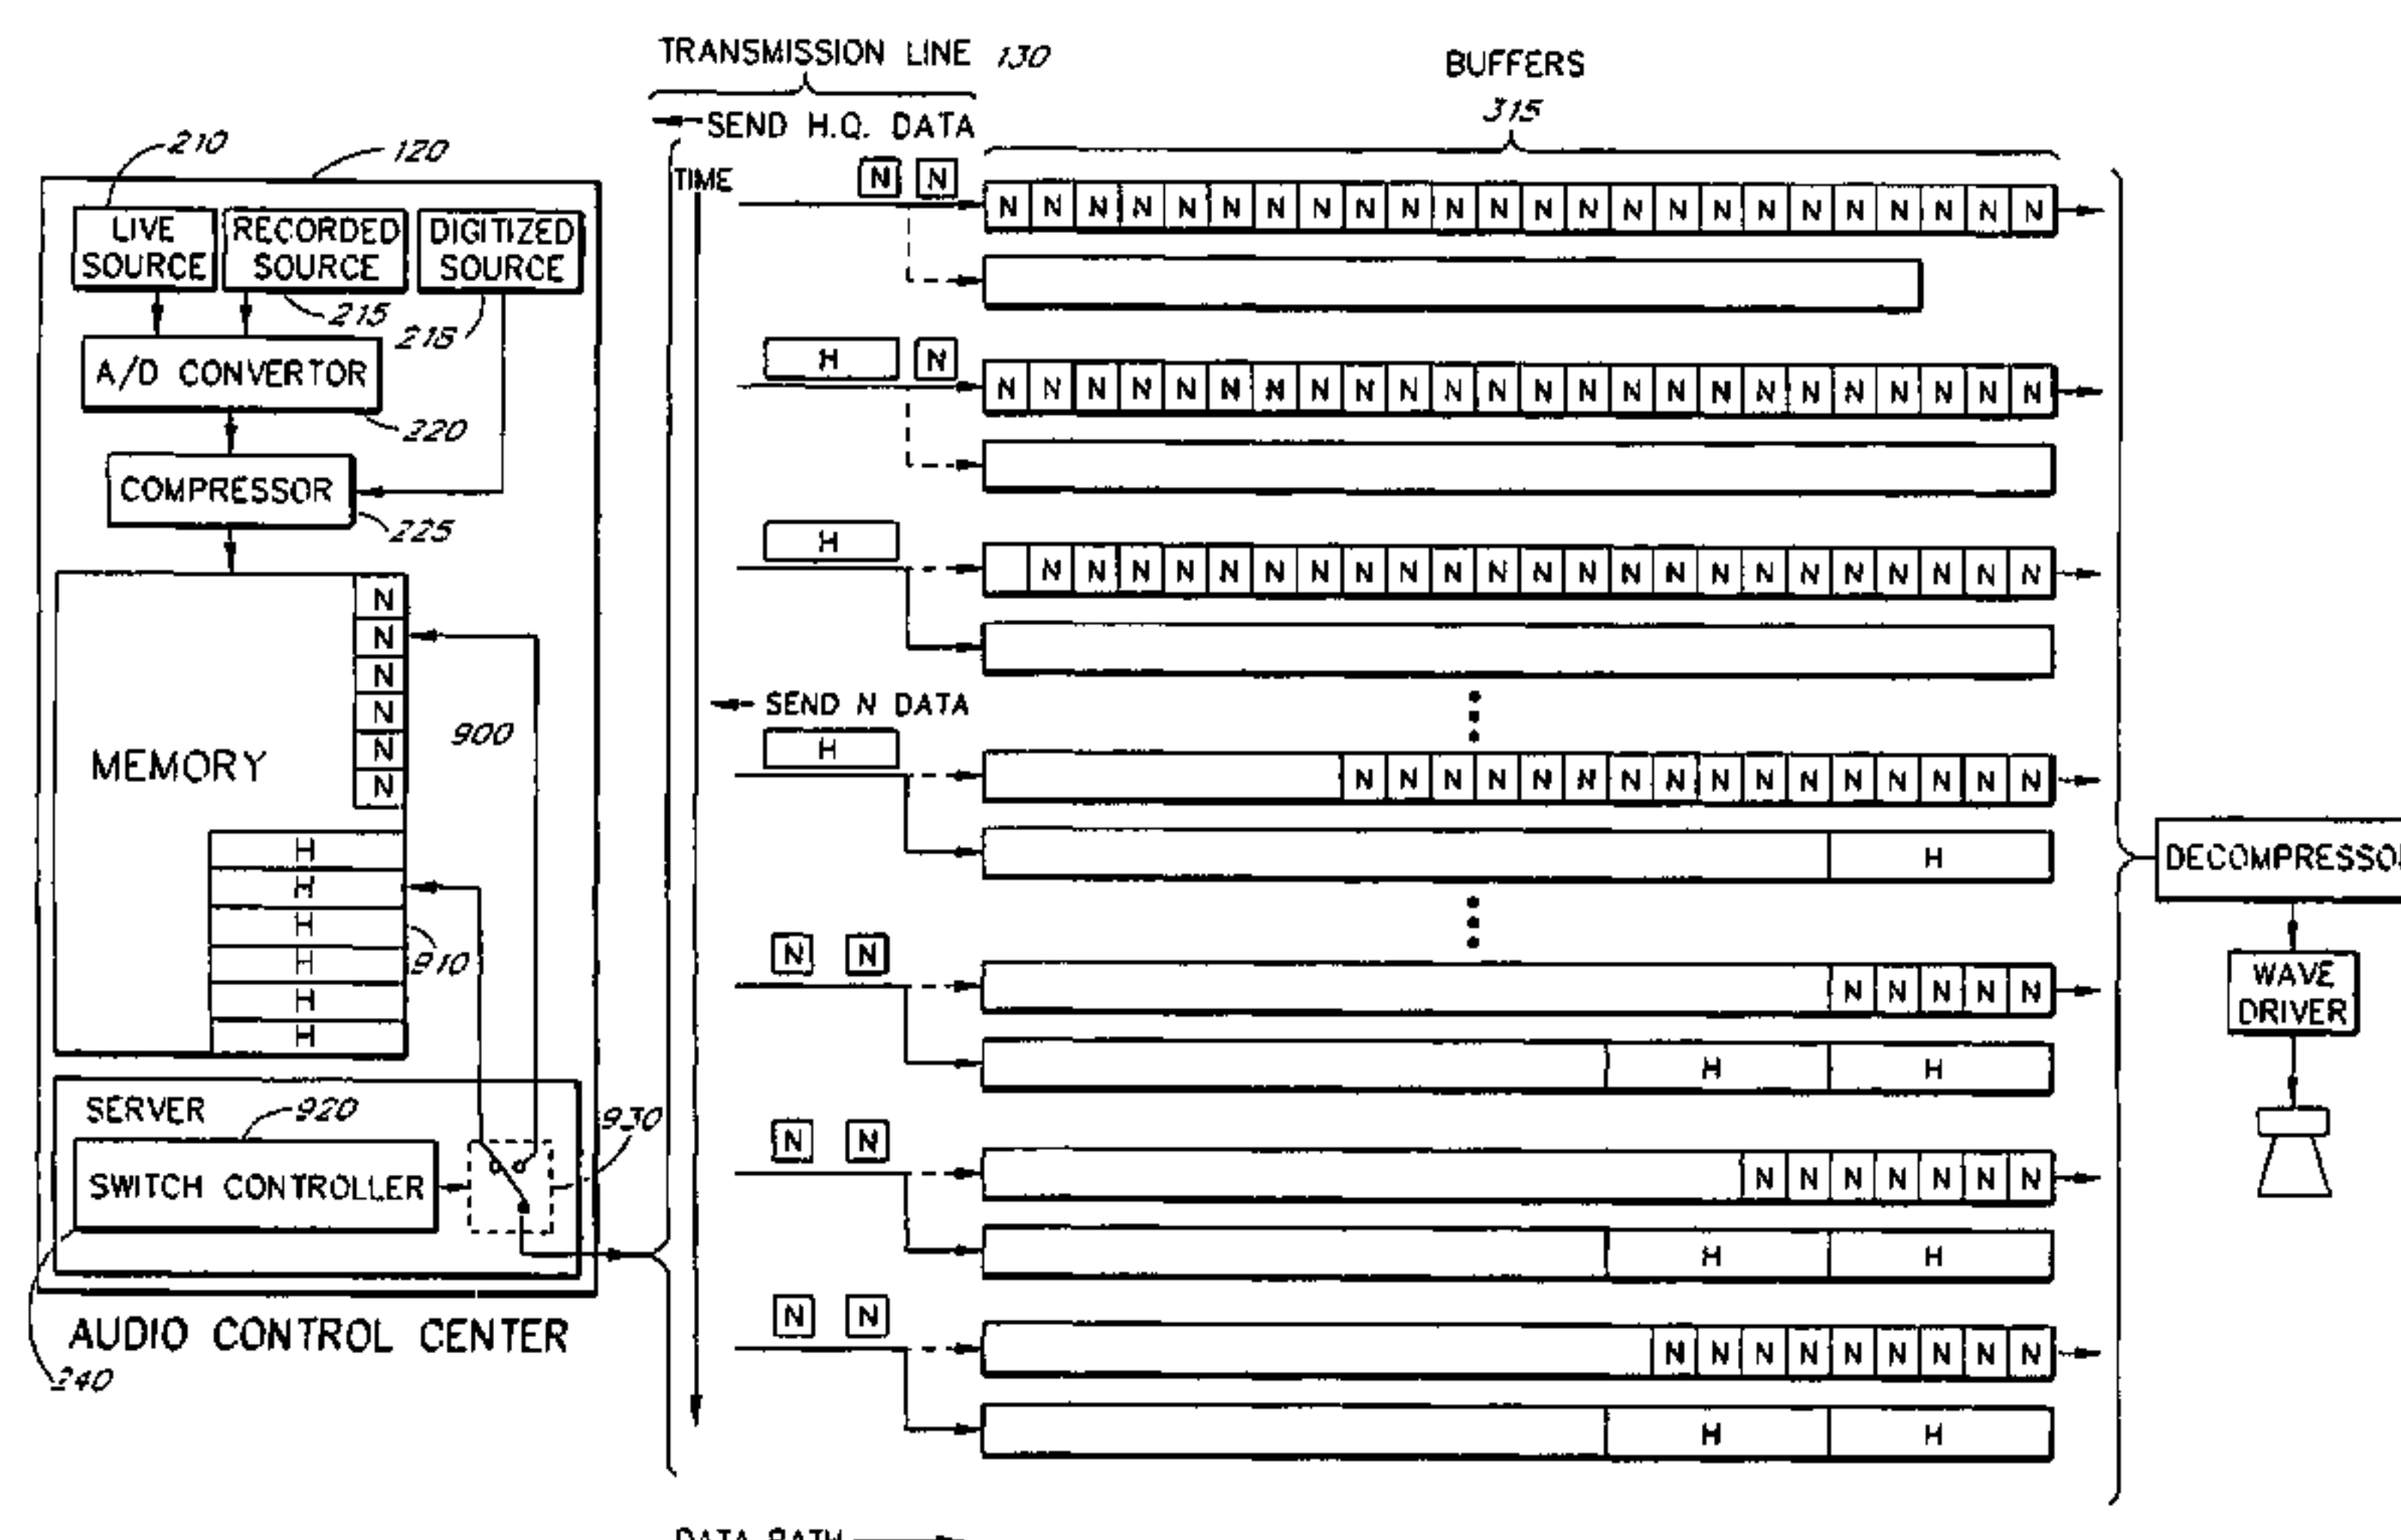 TRANSMISSION LINE 130
BUFFERS
315
SEND H.Q. DATA
TIME
210
120
LIVE
SOURCE
RECORDED
SOURCE
DIGITIZED
SOURCE
215
218
A/D CONVERTOR
220
COMPRESSOR
225
MEMORY
N
N
N
N
N
N
900
H
H
H
H
H
H
910
SERVER
920
930
SWITCH CONTROLLER
240
AUDIO CONTROL CENTER
N N
N N N N N N N N N N N N N N N N N N N N N N N N
H N
N N N N N N N N N N N N N N N N N N N N N N N N
H
N N N N N N N N N N N N N N N N N N N N N N N
SEND N DATA
H
N N N N N N N N N N N N N N N N
H
N N
N N N N N
H H
N N
N N N N N N N
H H
N N
N N N N N N N N N
H H
DECOMPRESSO
WAVE
DRIVER
DATA PATH